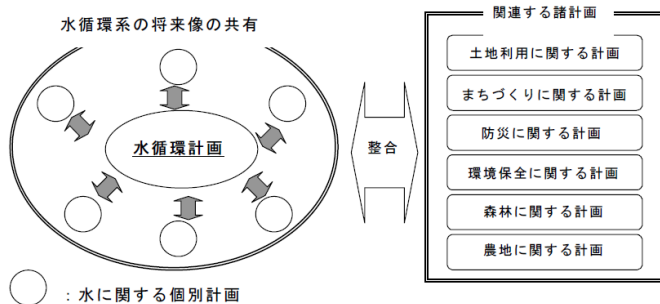 水循環系の将来像の共有
水循環計画
：水に関する個別計画
整合
関連する諸計画
土地利用に関する計画
まちづくりに関する計画
防災に関する計画
環境保全に関する計画
森林に関する計画
農地に関する計画